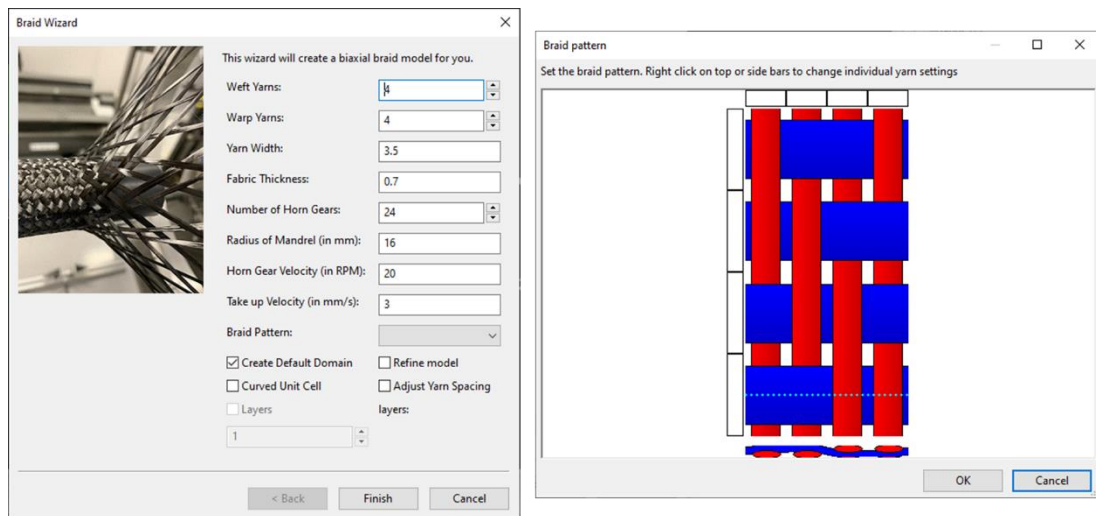 Braid Wizard
This wizard will create a biaxial braid model for you.
Weft Yarns:
4
Warp Yarns:
4
Yarn Width:
3.5
Fabric Thickness:
0.7
Number of Horn Gears:
24
Radius of Mandrel (in mm):
16
Horn Gear Velocity (in RPM):
20
Take up Velocity (in mm/s):
3
Braid Pattern:
Create Default Domain
Refine model
Curved Unit Cell
Adjust Yarn Spacing
Layers
layers:
1
< Back
Finish
Cancel
Braid pattern
Set the braid pattern. Right click on top or side bars to change individual yarn settings
OK
Cancel